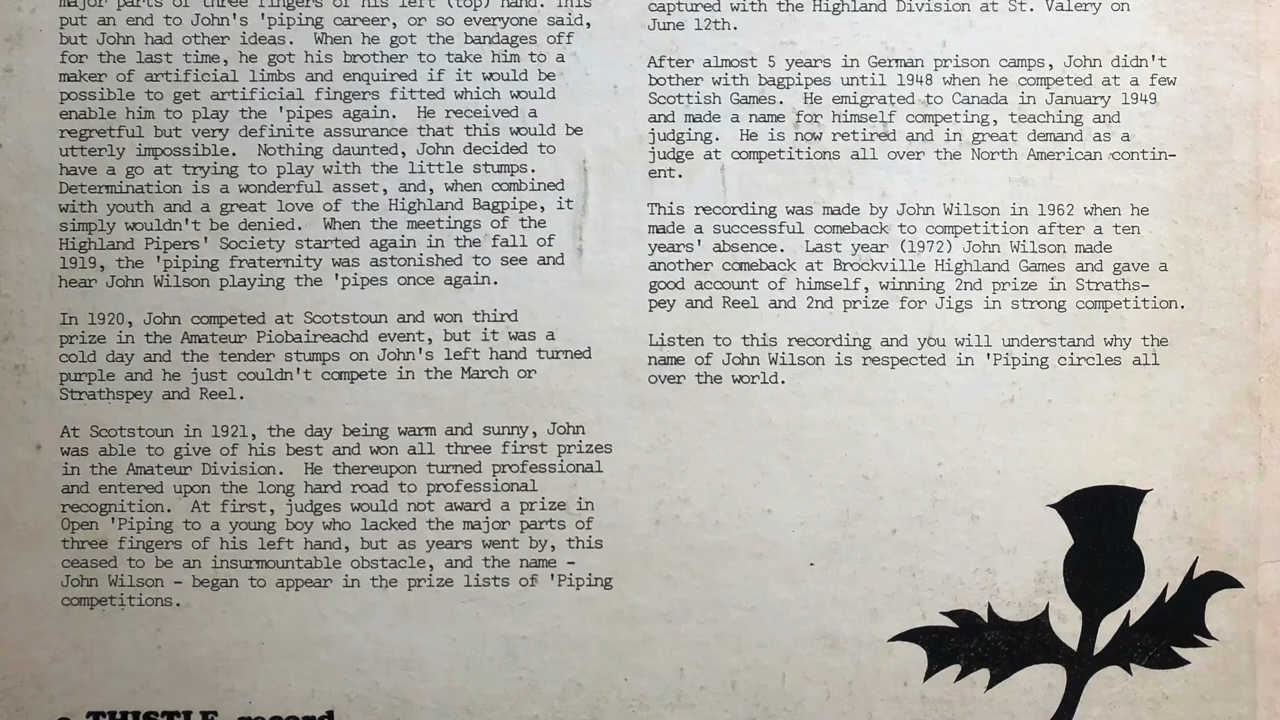 major parts of three fingers of his left (top) hand. This
put an end to John's 'piping career, or so everyone said,
but John had other ideas.  When he got the bandages off
for the last time, he got his brother to take him to a
maker of artificial limbs and enquired if it would be
possible to get artificial fingers fitted which would
enable him to play the 'pipes again.  He received a
regretful but very definite assurance that this would be
utterly impossible.  Nothing daunted, John decided to
have a go at trying to play with the little stumps.
Determination is a wonderful asset, and, when combined
with youth and a great love of the Highland Bagpipe, it
simply wouldn't be denied.  When the meetings of the
Highland Pipers' Society started again in the fall of
1919, the 'piping fraternity was astonished to see and
hear John Wilson playing the 'pipes once again.
In 1920, John competed at Scotstoun and won third
prize in the Amateur Piobaireachd event, but it was a
cold day and the tender stumps on John's left hand turned
purple and he just couldn't compete in the March or
Strathspey and Reel.
At Scotstoun in 1921, the day being warm and sunny, John
was able to give of his best and won all three first prizes
in the Amateur Division.  He thereupon turned professional
and entered upon the long hard road to professional
recognition.  At first, judges would not award a prize in
Open 'Piping to a young boy who lacked the major parts of
three fingers of his left hand, but as years went by, this
ceased to be an insurmountable obstacle, and the name -
John Wilson - began to appear in the prize lists of 'Piping
competitions.
captured with the Highland Division at St. Valery on
June 12th.
After almost 5 years in German prison camps, John didn't
bother with bagpipes until 1948 when he competed at a few
Scottish Games.  He emigrated to Canada in January 1949
and made a name for himself competing, teaching and
judging.  He is now retired and in great demand as a
judge at competitions all over the North American contin-
ent.
This recording was made by John Wilson in 1962 when he
made a successful comeback to competition after a ten
years' absence.  Last year (1972) John Wilson made
another comeback at Brockville Highland Games and gave a
good account of himself, winning 2nd prize in Straths-
pey and Reel and 2nd prize for Jigs in strong competition.
Listen to this recording and you will understand why the
name of John Wilson is respected in 'Piping circles all
over the world.
a THISTLE record